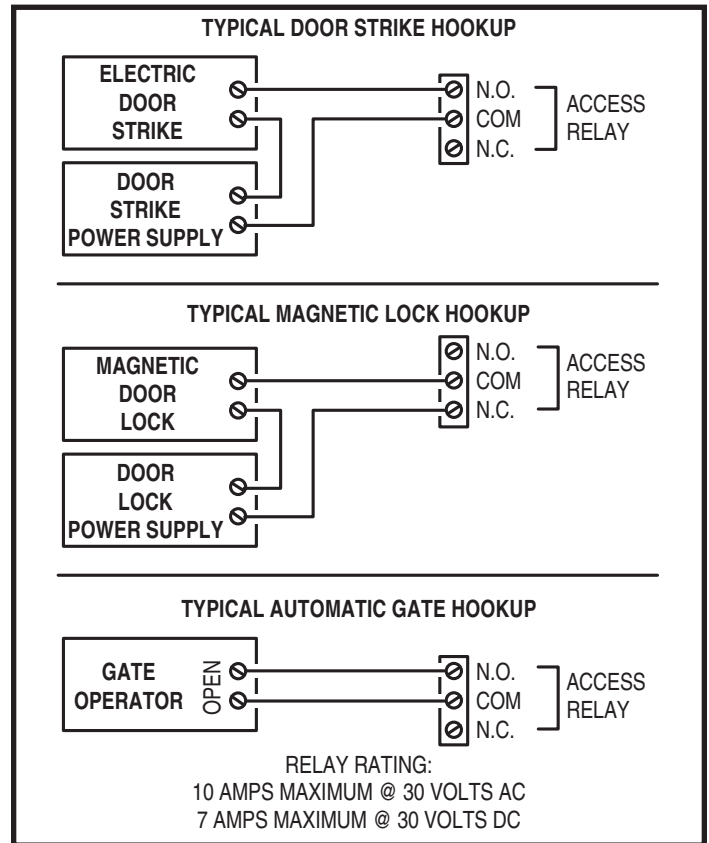 TYPICAL DOOR STRIKE HOOKUP
ELECTRIC
DOOR
STRIKE
DOOR
STRIKE
POWER SUPPLY
N.O.
COM
N.C.
ACCESS
RELAY
TYPICAL MAGNETIC LOCK HOOKUP
MAGNETIC
DOOR
LOCK
DOOR
LOCK
POWER SUPPLY
N.O.
COM
N.C.
ACCESS
RELAY
TYPICAL AUTOMATIC GATE HOOKUP
GATE
OPERATOR
OPEN
N.O.
COM
N.C.
ACCESS
RELAY
RELAY RATING:
10 AMPS MAXIMUM @ 30 VOLTS AC
7 AMPS MAXIMUM @ 30 VOLTS DC